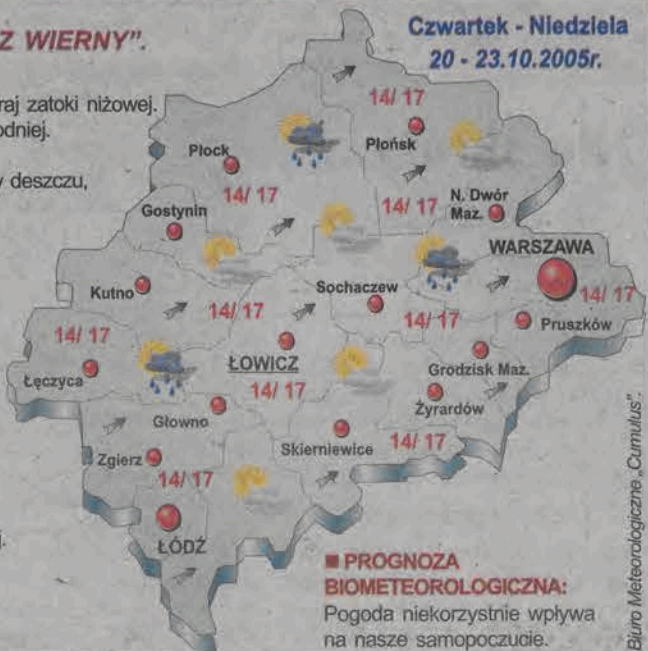 Z WIERNY".
Czwartek - Niedziela
20 - 23.10.2005r.
raj zatoki niżowej.
odniej.
y deszczu,
14/ 17
Płońsk
Płock
14/ 17
14/ 17
N. Dwór
Maz.
Gostynin
WARSZAWA
Kutno
Sochaczew
14/ 17
14/ 17
14/ 17
Pruszków
14/ 17
ŁOWICZ
Łęczyca
Grodzisk Maz.
14/ 17
Żyrardów
Głowno
Skierniewice
14/ 17
Zgierz
14/ 17
ŁÓDŹ
j.
■ PROGNOZA
BIOMETEOROLOGICZNA:
Pogoda niekorzystnie wpływa
na nasze samopoczucie.
Biuro Meteorologiczne „Cumulus".